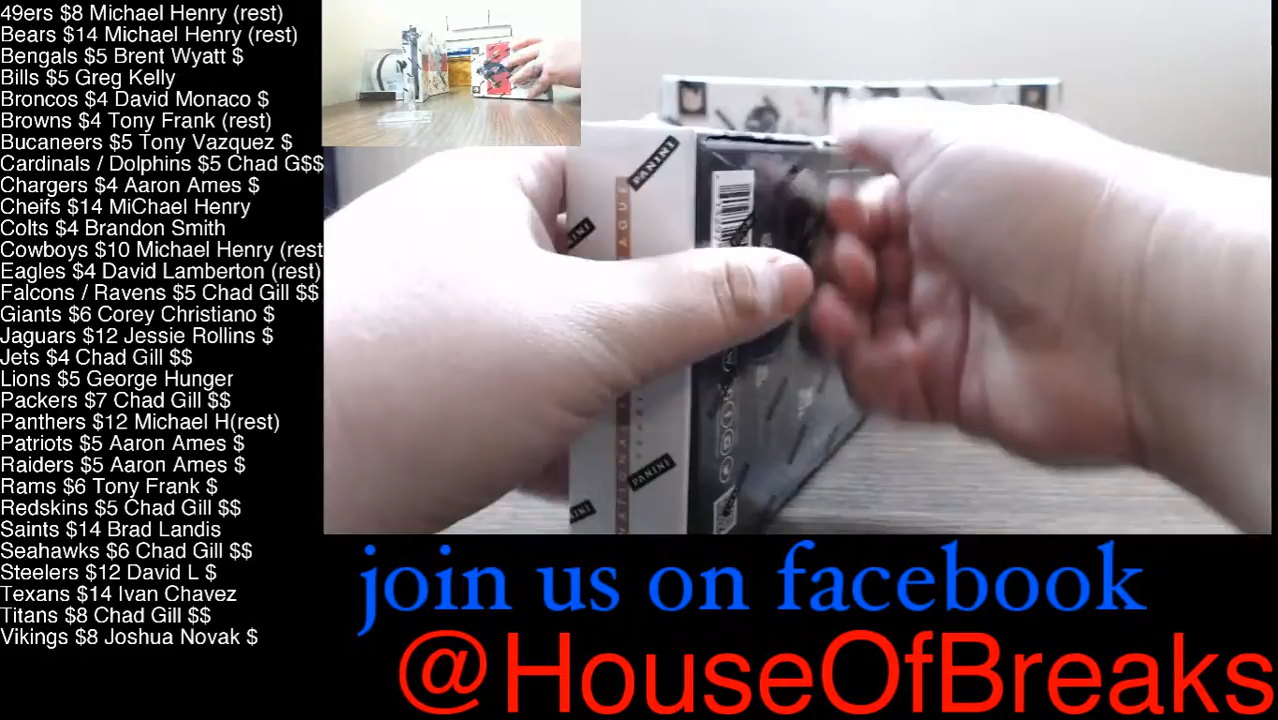 49ers $8 Michael Henry (rest)
Bears $14 Michael Henry (rest)
Bengals $5 Brent Wyatt $
Bills $5 Greg Kelly
Broncos $4 David Monaco $
Browns $4 Tony Frank (rest)
Bucaneers $5 Tony Vazquez $
Cardinals / Dolphins $5 Chad G$$
Chargers $4 Aaron Ames $
Cheifs $14 MiChael Henry
Colts $4 Brandon Smith
Cowboys $10 Michael Henry (rest
Eagles $4 David Lamberton (rest)
Falcons / Ravens $5 Chad Gill $$
Giants $6 Corey Christiano $
Jaguars $12 Jessie Rollins $
Jets $4 Chad Gill $$
Lions $5 George Hunger
Packers $7 Chad Gill $$
Panthers $12 Michael H(rest)
Patriots $5 Aaron Ames $
Raiders $5 Aaron Ames $
Rams $6 Tony Frank $
Redskins $5 Chad Gill $$
Saints $14 Brad Landis
Seahawks $6 Chad Gill $$
Steelers $12 David L $
Texans $14 Ivan Chavez
Titans $8 Chad Gill $$
Vikings $8 Joshua Novak $
PANINI
PANINI
join us on facebook
@HouseOfBreaks